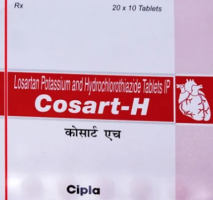 Rx 20 x 10 Tablets
Losartan Potassium and Hydrochlorothiazide Tablets IP
Cosart-H
कोसार्ट एच
Cipla